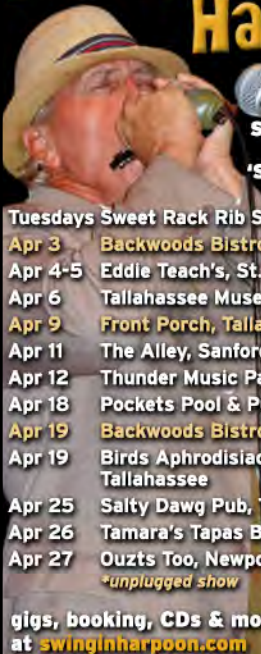 Ha
s
'S
Tuesdays Sweet Rack Rib S
Apr 3 Backwoods Bistro
Apr 4-5 Eddie Teach's, St.
Apr 6 Tallahassee Muse
Apr 9 Front Porch, Talla
Apr 11 The Alley, Sanford
Apr 12 Thunder Music Pa
Apr 18 Pockets Pool & P
Apr 19 Backwoods Bistro
Apr 19 Birds Aphrodisiac
Tallahassee
Apr 25 Salty Dawg Pub, T
Apr 26 Tamara's Tapas B
Apr 27 Ouzts Too, Newpo
*unplugged show
gigs, booking, CDs & mo
at swinginharpoon.com